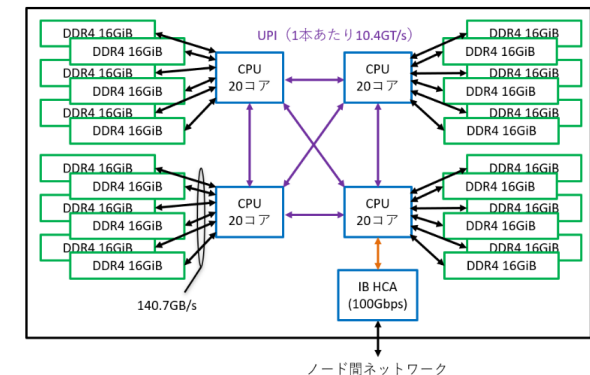 DDR4 16GiB
DDR4 16GiB
DDR4 16GiB
DDR4 16GiB
DDR4 16GiB
DDR4 16GiB
CPU
20コア
UPI（1本あたり10.4GT/s）
CPU
20コア
DDR4 16GiB
DDR4 16GiB
DDR4 16GiB
DDR4 16GiB
DDR4 16GiB
DDR4 16GiB
DDR4 16GiB
DDR4 16GiB
DDR4 16GiB
DDR4 16GiB
DDR4 16GiB
DDR4 16GiB
CPU
20コア
CPU
20コア
DDR4 16GiB
DDR4 16GiB
DDR4 16GiB
DDR4 16GiB
DDR4 16GiB
DDR4 16GiB
140.7GB/s
IB HCA
(100Gbps)
ノード間ネットワーク